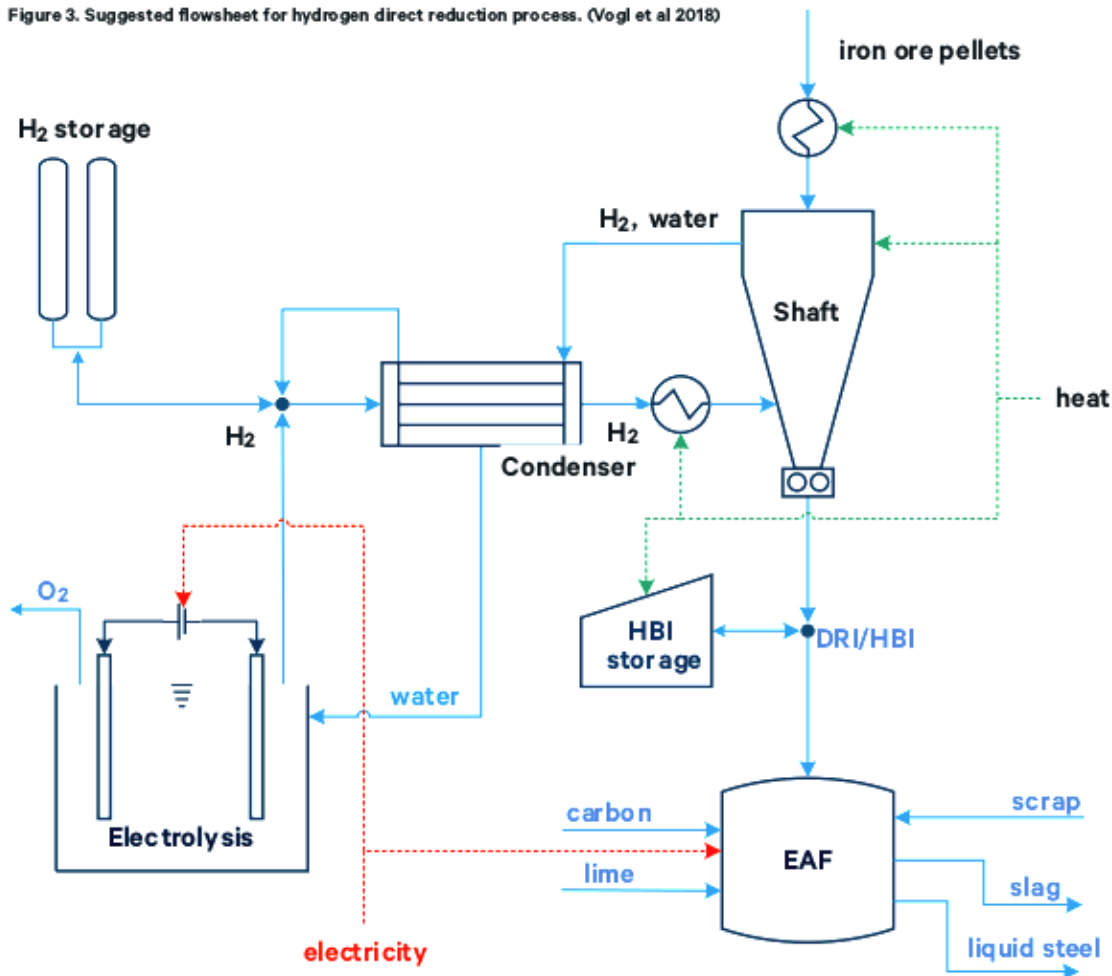 Figure 3. Suggested flowsheet for hydrogen direct reduction process. (Vogl et al 2018)
iron ore pellets
H₂ storage
H₂, water
Shaft
heat
H₂
H₂
Condenser
O₂
HBI
storage
DRI/HBI
water
Electrolysis
carbon
scrap
EAF
lime
slag
electricity
liquid steel